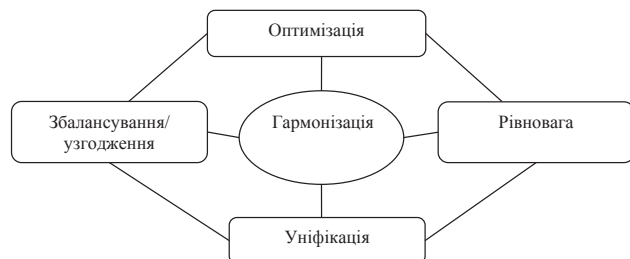 Оптимізація
Збалансування/
узгодження
Гармонізація
Рівновага
Уніфікація